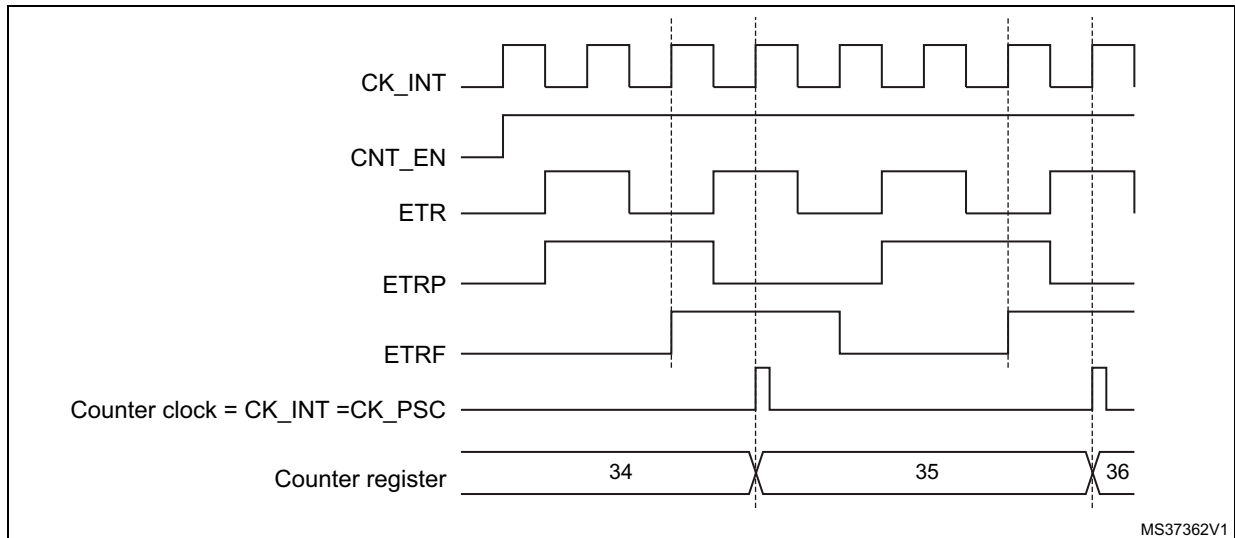 CK_INT
CNT_EN
ETR
ETRP
ETRF
Counter clock = CK_INT =CK_PSC
Counter register 34 35 36
MS37362V1